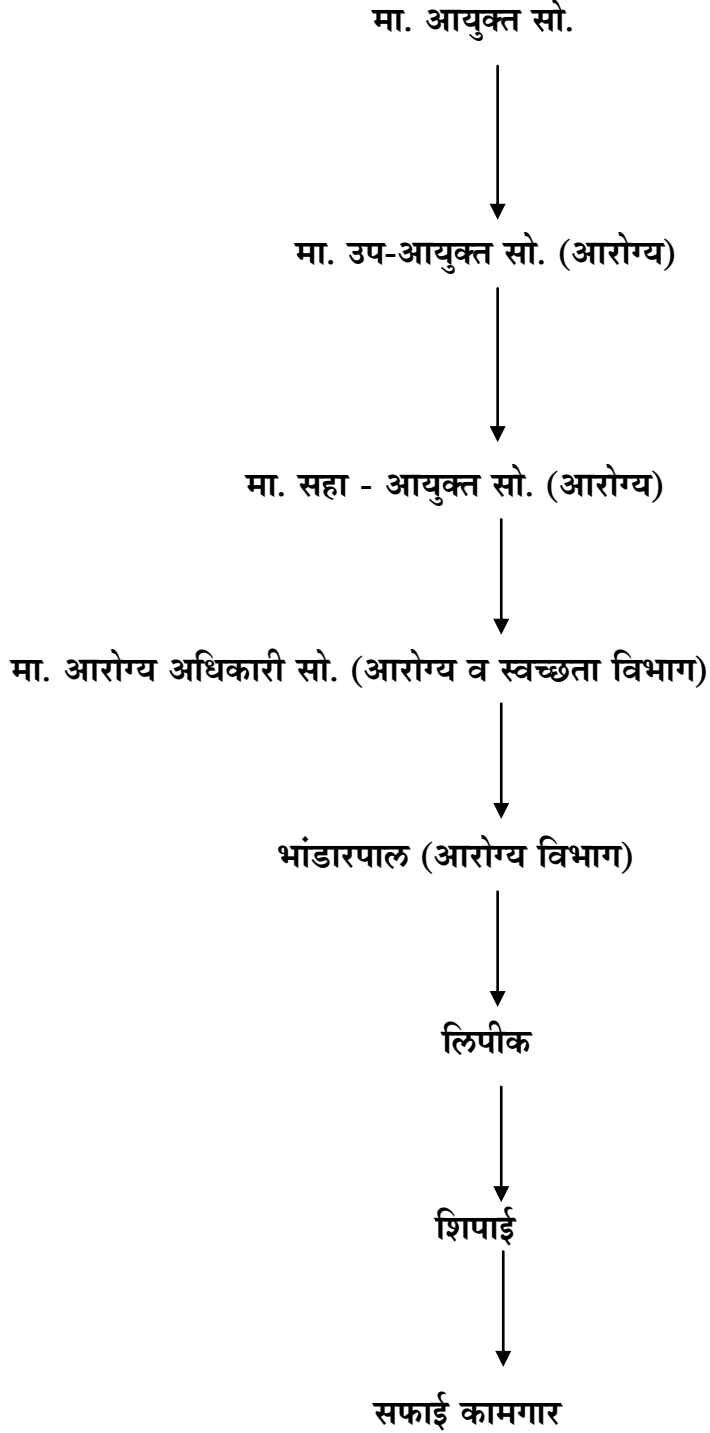 मा. आयुक्त सो.
मा. उप-आयुक्त सो. (आरोग्य)
मा. सहा - आयुक्त सो. (आरोग्य)
मा. आरोग्य अधिकारी सो. (आरोग्य व स्वच्छता विभाग)
भांडारपाल (आरोग्य विभाग)
लिपीक
शिपाई
सफाई कामगार